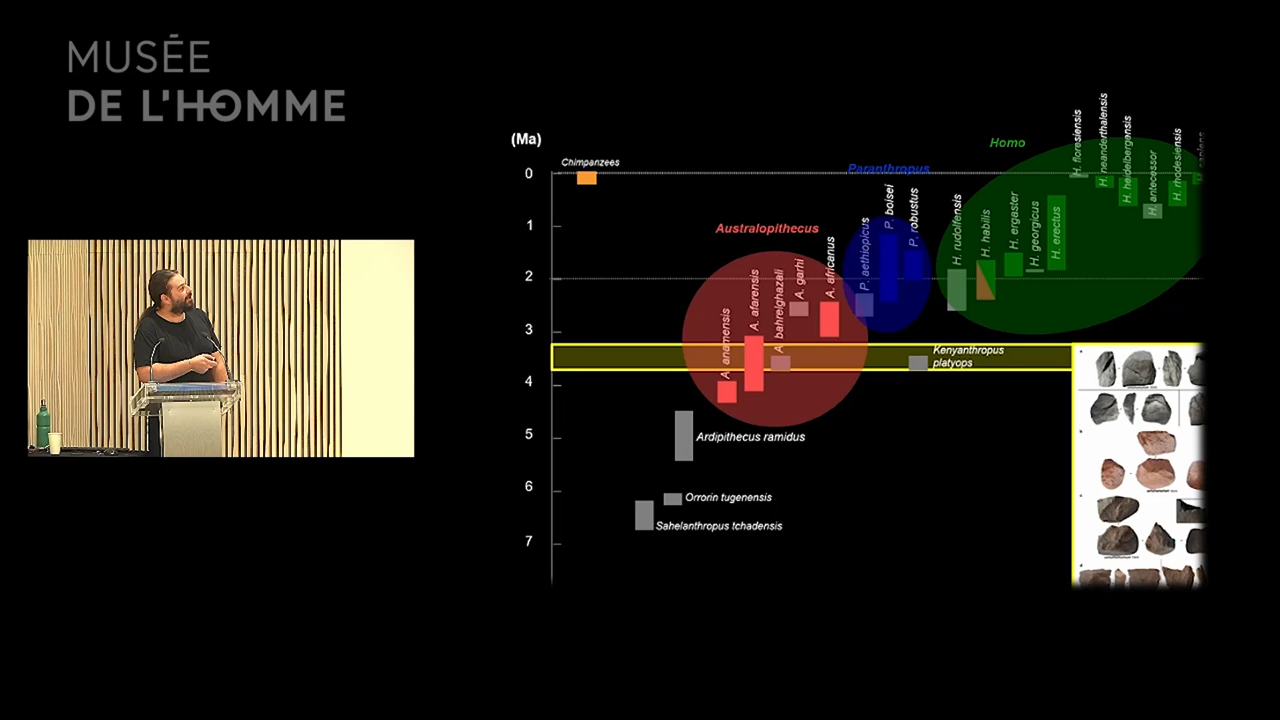 MUSÉE
DE L'HOMME
(Ma)
Chimpanzees
0
1
2
3
4
5
6
7
Australopithecus
Paranthropus
Homo
A. anamensis
A. afarensis
A. bahrelghazali
A. garhi
A. africanus
P. aethiopicus
P. boisei
P. robustus
H. rudolfensis
H. habilis
H. ergaster
H. georgicus
H. erectus
H. floresiensis
H. neanderthalensis
H. heidelbergensis
H. antecessor
H. rhodesiensis
Kenyanthropus
platyops
Ardipithecus ramidus
Orrorin tugenensis
Sahelanthropus tchadensis